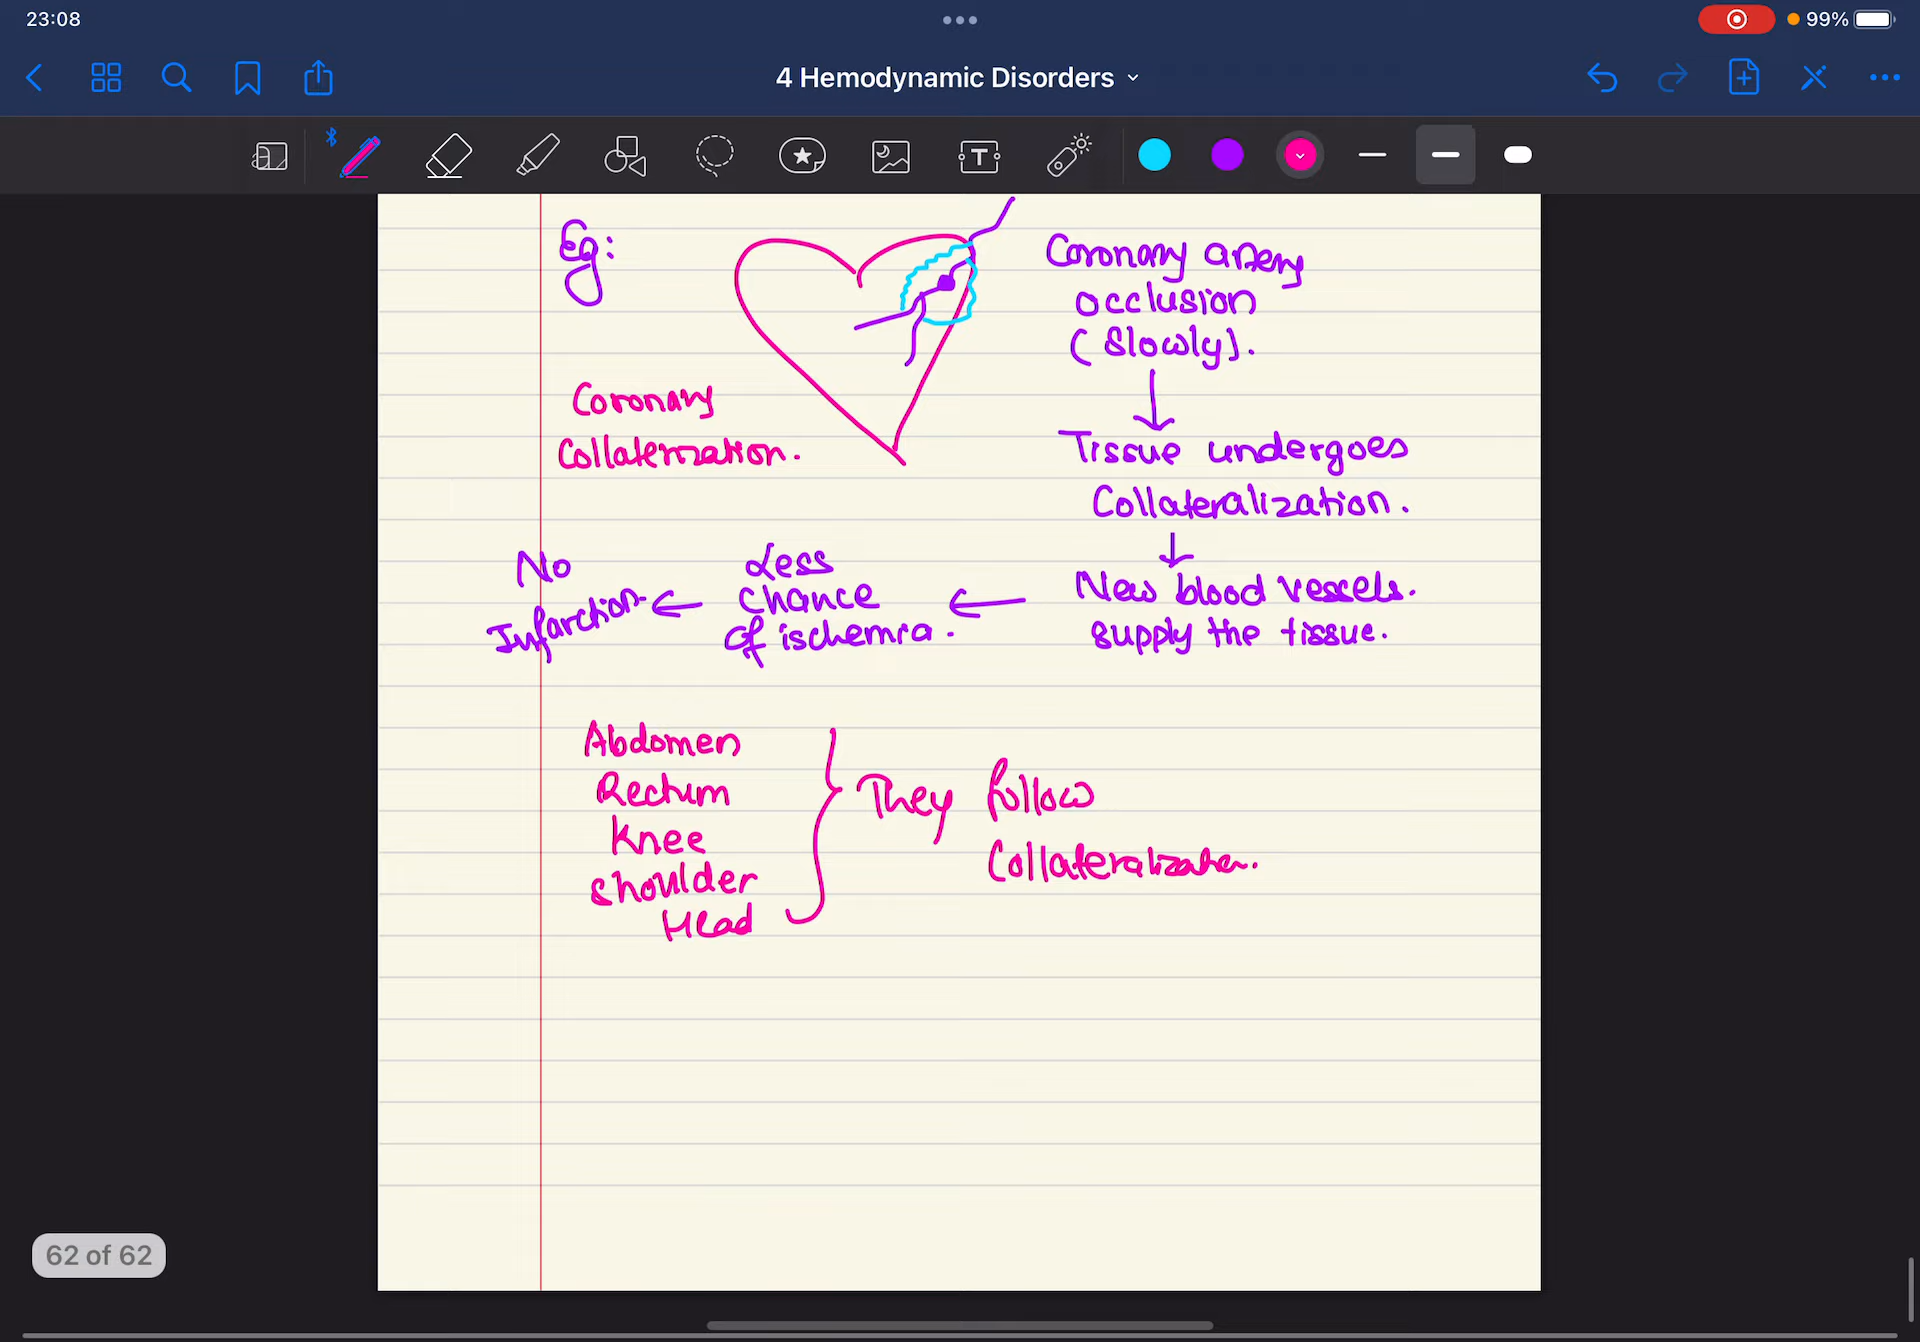 23:08
99%
4 Hemodynamic Disorders
T
Eg:
Coronary artery
occlusion
(Slowly).
Coronary
Collaterization.
Tissue undergoes
Collateralization.
New blood vessels.
supply the tissue.
Less
chance
of ischemia.
No
Infarction.
Abdomen
Rectum
Knee
Shoulder
Head
They follow
Collateralization.
62 of 62